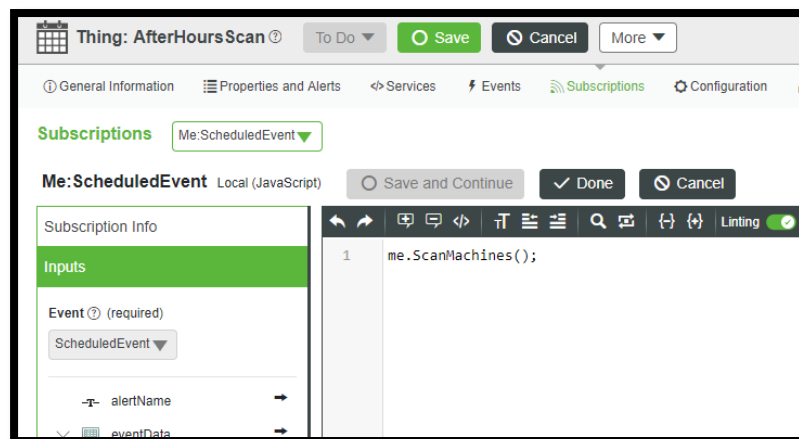 Thing: AfterHoursScan To Do Save Cancel More
General Information Properties and Alerts </> Services Events Subscriptions Configuration
Subscriptions Me:ScheduledEvent
Me:ScheduledEvent Local (JavaScript) Save and Continue Done Cancel
Subscription Info
Linting
Inputs
1 me.ScanMachines();
Event (required)
ScheduledEvent
alertName
eventData